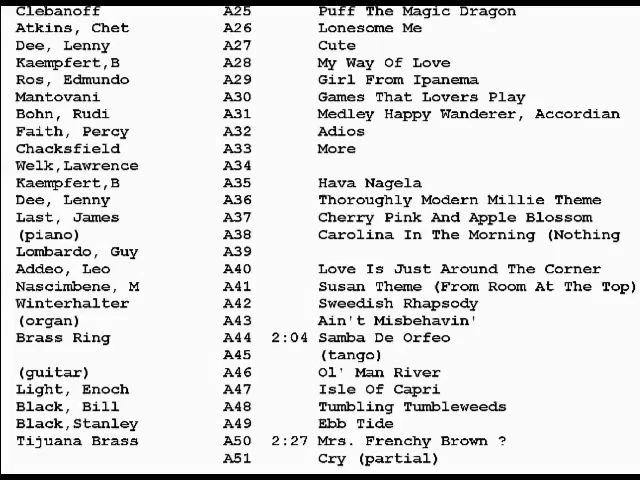 Clebanoff A25 Puff The Magic Dragon
Atkins, Chet A26 Lonesome Me
Dee, Lenny A27 Cute
Kaempfert,B A28 My Way Of Love
Ros, Edmundo A29 Girl From Ipanema
Mantovani A30 Games That Lovers Play
Bohn, Rudi A31 Medley Happy Wanderer, Accordian
Faith, Percy A32 Adios
Chacksfield A33 More
Welk,Lawrence A34
Kaempfert,B A35 Hava Nagela
Dee, Lenny A36 Thoroughly Modern Millie Theme
Last, James A37 Cherry Pink And Apple Blossom
(piano) A38 Carolina In The Morning (Nothing
Lombardo, Guy A39
Addeo, Leo A40 Love Is Just Around The Corner
Nascimbene, M A41 Susan Theme (From Room At The Top)
Winterhalter A42 Sweedish Rhapsody
(organ) A43 Ain't Misbehavin'
Brass Ring A44 2:04 Samba De Orfeo
A45 (tango)
(guitar) A46 Ol' Man River
Light, Enoch A47 Isle Of Capri
Black, Bill A48 Tumbling Tumbleweeds
Black,Stanley A49 Ebb Tide
Tijuana Brass A50 2:27 Mrs. Frenchy Brown ?
A51 Cry (partial)